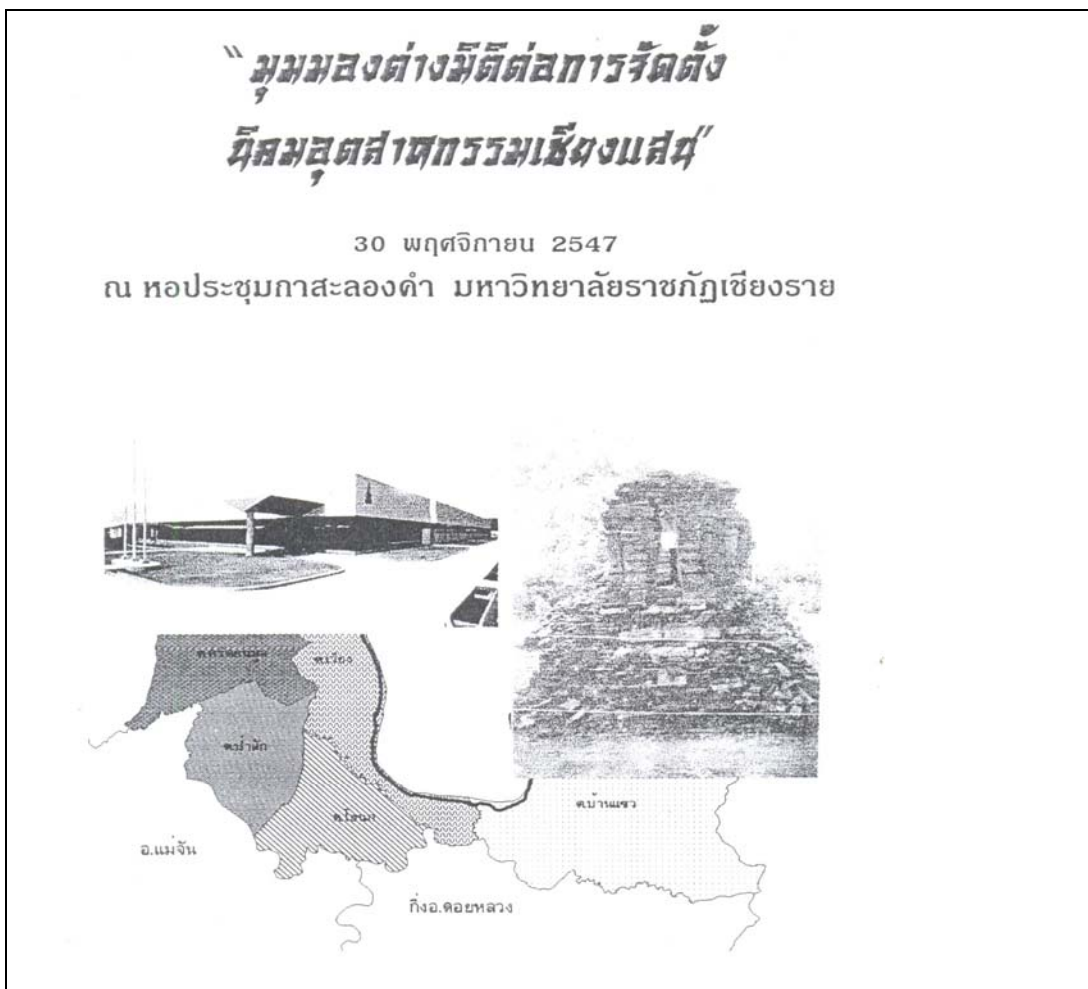 "มุมมองต่างมิติต่อการจัดตั้ง
นิคมอุตสาหกรรมเชียงแสน"
30 พฤศจิกายน 2547
ณ หอประชุมกาสะลองคำ มหาวิทยาลัยราชภัฏเชียงราย
ต.เวียง
ต.ป่าสัก
ต.โยนก
ต.บ้านแซว
อ.แม่จัน
กิ่งอ.ดอยหลวง